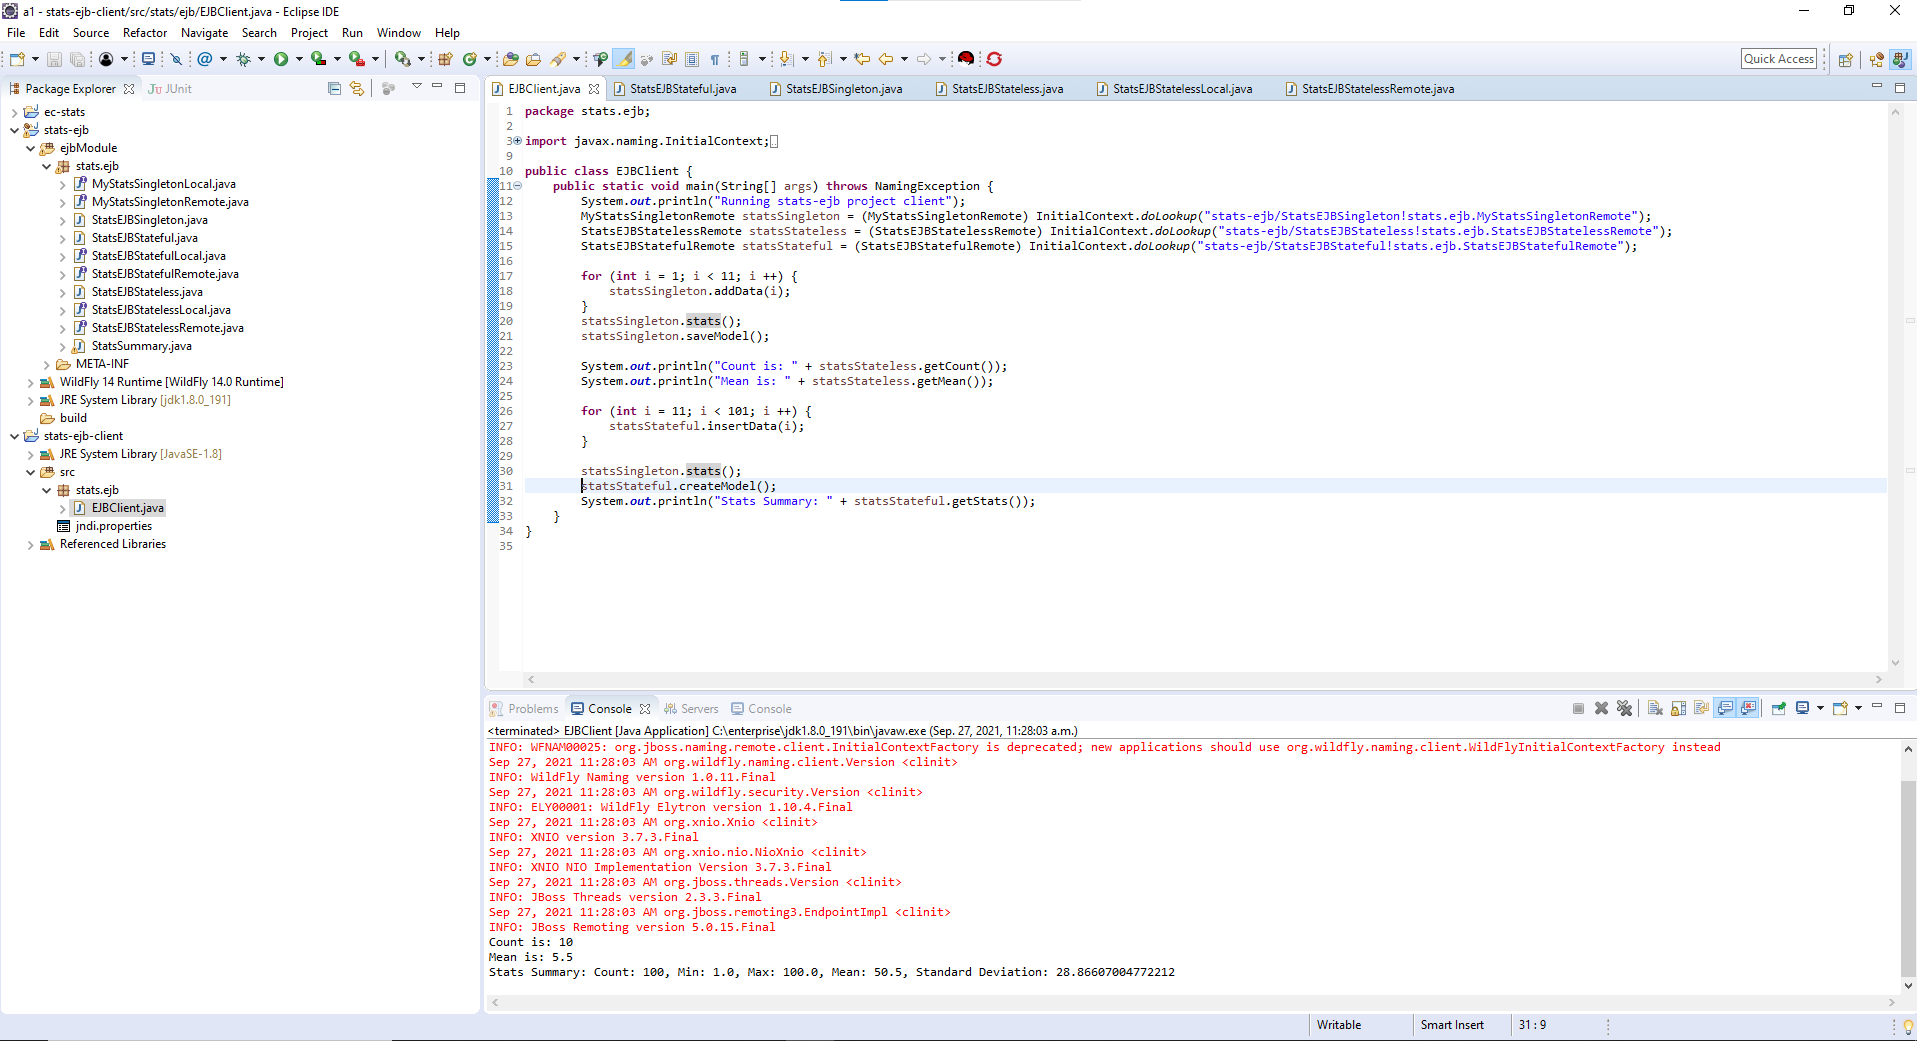 a1 - stats-ejb-client/src/stats/ejb/EJBClient.java - Eclipse IDE
File Edit Source Refactor Navigate Search Project Run Window Help
Quick Access
Package Explorer
JUnit
ec-stats
stats-ejb
ejbModule
stats.ejb
MyStatsSingletonLocal.java
MyStatsSingletonRemote.java
StatsEJBSingleton.java
StatsEJBStateful.java
StatsEJBStatefulLocal.java
StatsEJBStatefulRemote.java
StatsEJBStateless.java
StatsEJBStatelessLocal.java
StatsEJBStatelessRemote.java
StatsSummary.java
META-INF
WildFly 14 Runtime [WildFly 14.0 Runtime]
JRE System Library [jdk1.8.0_191]
build
stats-ejb-client
JRE System Library [JavaSE-1.8]
src
stats.ejb
EJBClient.java
jndi.properties
Referenced Libraries
EJBClient.java StatsEJBStateful.java StatsEJBSingleton.java StatsEJBStateless.java StatsEJBStatelessLocal.java StatsEJBStatelessRemote.java
1 package stats.ejb;
2
3 import javax.naming.InitialContext;
9
10 public class EJBClient {
11 public static void main(String[] args) throws NamingException {
12 System.out.println("Running stats-ejb project client");
13 MyStatsSingletonRemote statsSingleton = (MyStatsSingletonRemote) InitialContext.doLookup("stats-ejb/StatsEJBSingleton!stats.ejb.MyStatsSingletonRemote");
14 StatsEJBStatelessRemote statsStateless = (StatsEJBStatelessRemote) InitialContext.doLookup("stats-ejb/StatsEJBStateless!stats.ejb.StatsEJBStatelessRemote");
15 StatsEJBStatefulRemote statsStateful = (StatsEJBStatefulRemote) InitialContext.doLookup("stats-ejb/StatsEJBStateful!stats.ejb.StatsEJBStatefulRemote");
16
17 for (int i = 1; i < 11; i ++) {
18 statsSingleton.addData(i);
19 }
20 statsSingleton.stats();
21 statsSingleton.saveModel();
22
23 System.out.println("Count is: " + statsStateless.getCount());
24 System.out.println("Mean is: " + statsStateless.getMean());
25
26 for (int i = 11; i < 101; i ++) {
27 statsStateful.insertData(i);
28 }
29
30 statsSingleton.stats();
31 statsStateful.createModel();
32 System.out.println("Stats Summary: " + statsStateful.getStats());
33 }
34 }
35
Problems Console Servers Console
<terminated> EJBClient [Java Application] C:\enterprise\jdk1.8.0_191\bin\javaw.exe (Sep. 27, 2021, 11:28:03 a.m.)
INFO: WFNAM00025: org.jboss.naming.remote.client.InitialContextFactory is deprecated; new applications should use org.wildfly.naming.client.WildFlyInitialContextFactory instead
Sep 27, 2021 11:28:03 AM org.wildfly.naming.client.Version <clinit>
INFO: WildFly Naming version 1.0.11.Final
Sep 27, 2021 11:28:03 AM org.wildfly.security.Version <clinit>
INFO: ELY00001: WildFly Elytron version 1.10.4.Final
Sep 27, 2021 11:28:03 AM org.xnio.Xnio <clinit>
INFO: XNIO version 3.7.3.Final
Sep 27, 2021 11:28:03 AM org.xnio.nio.NioXnio <clinit>
INFO: XNIO NIO Implementation Version 3.7.3.Final
Sep 27, 2021 11:28:03 AM org.jboss.threads.Version <clinit>
INFO: JBoss Threads version 2.3.3.Final
Sep 27, 2021 11:28:03 AM org.jboss.remoting3.EndpointImpl <clinit>
INFO: JBoss Remoting version 5.0.15.Final
Count is: 10
Mean is: 5.5
Stats Summary: Count: 100, Min: 1.0, Max: 100.0, Mean: 50.5, Standard Deviation: 28.86607004772212
Writable Smart Insert 31 : 9